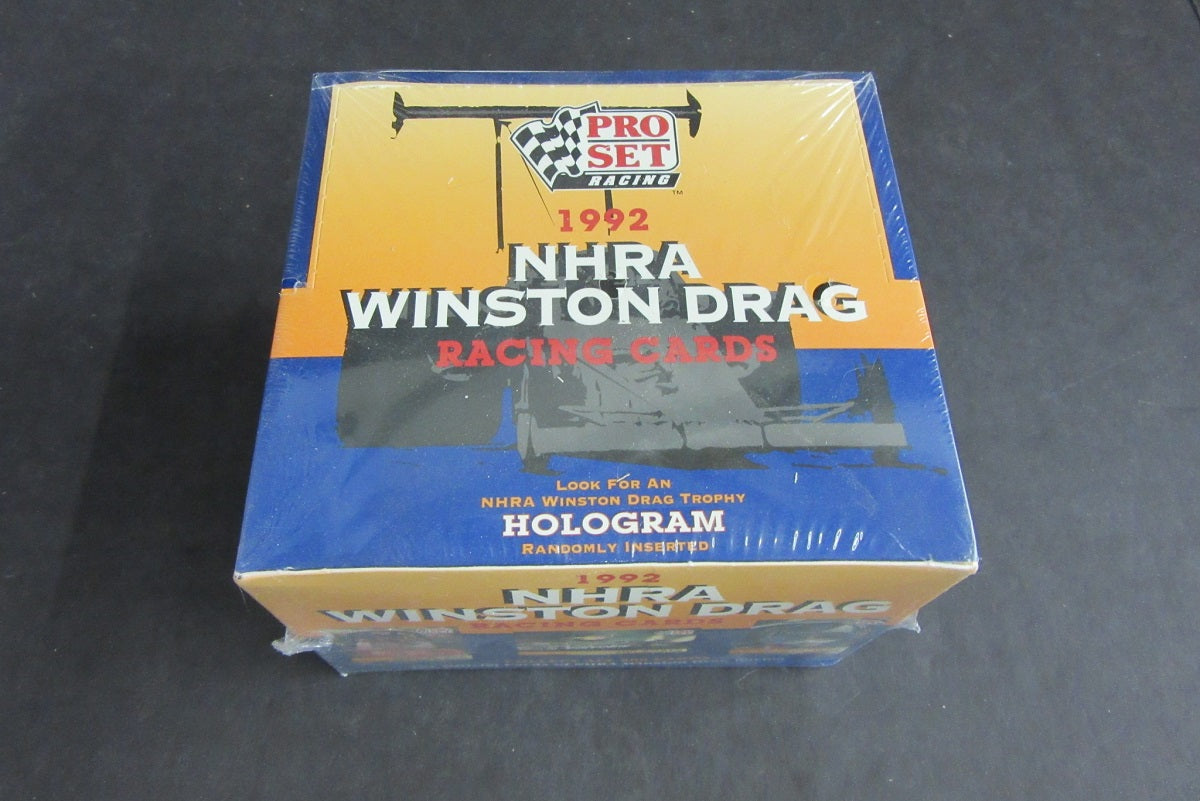 PRO
SET
RACING
TM
1992
NHRA
WINSTON DRAG
RACING CARDS
LOOK FOR AN
NHRA WINSTON DRAG TROPHY
HOLOGRAM
RANDOMLY INSERTED
1992
NHRA
WINSTON DRAG
RACING CARDS